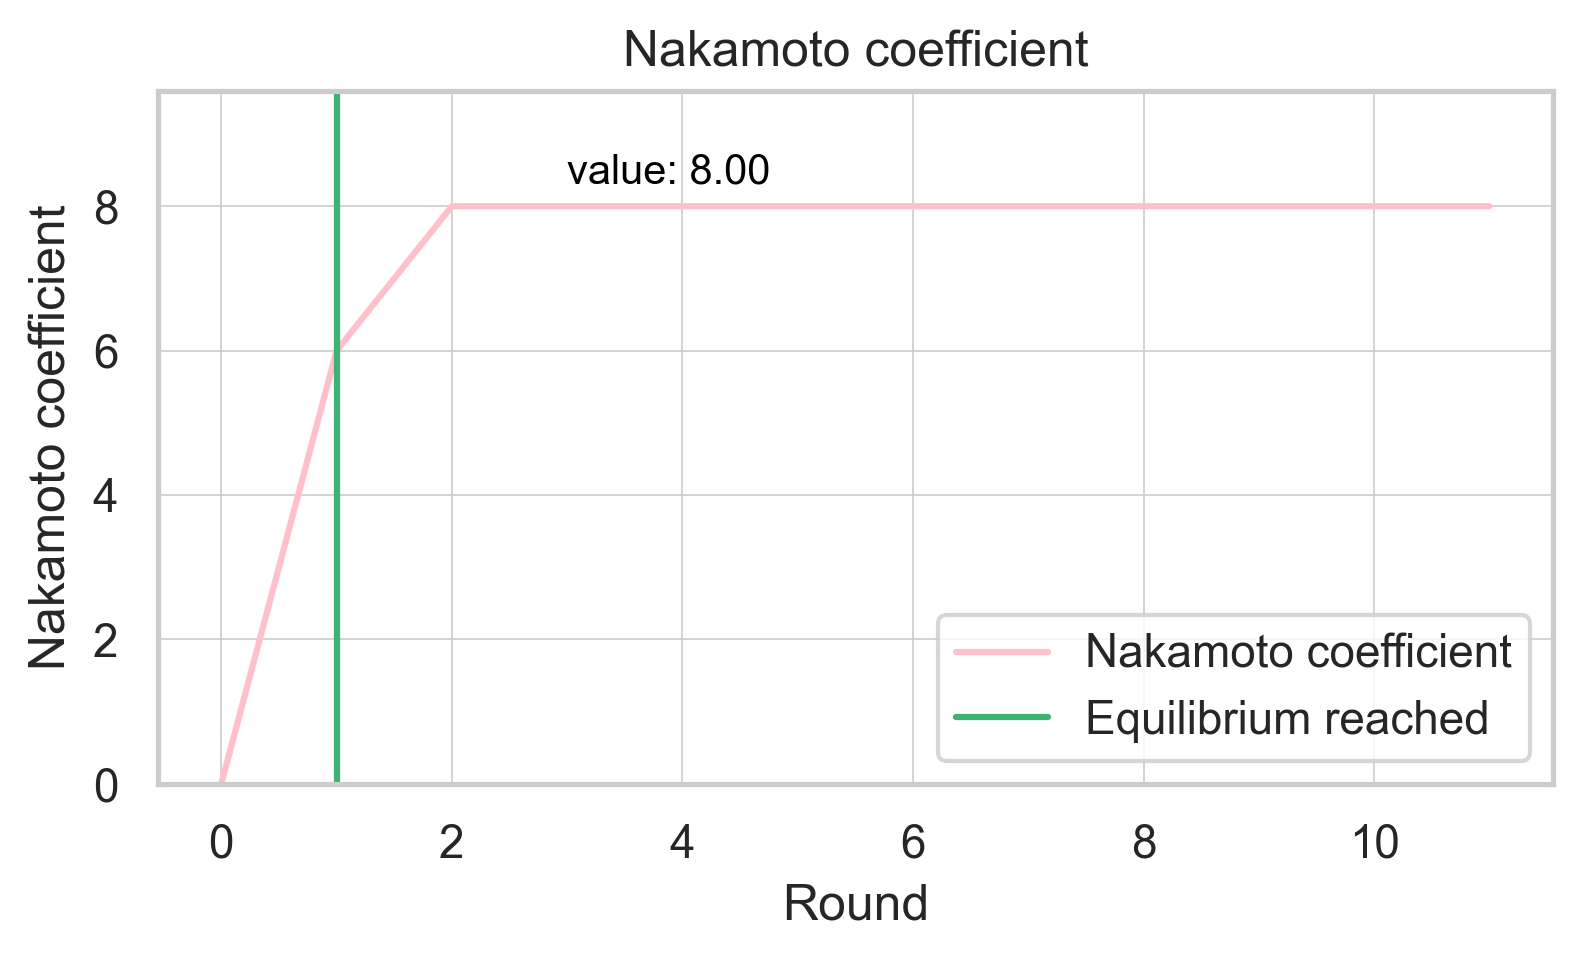 Nakamoto coefficient
value: 8.00
Nakamoto coefficient
8
6
4
2
0
Nakamoto coefficient
Equilibrium reached
0 2 4 6 8 10
Round